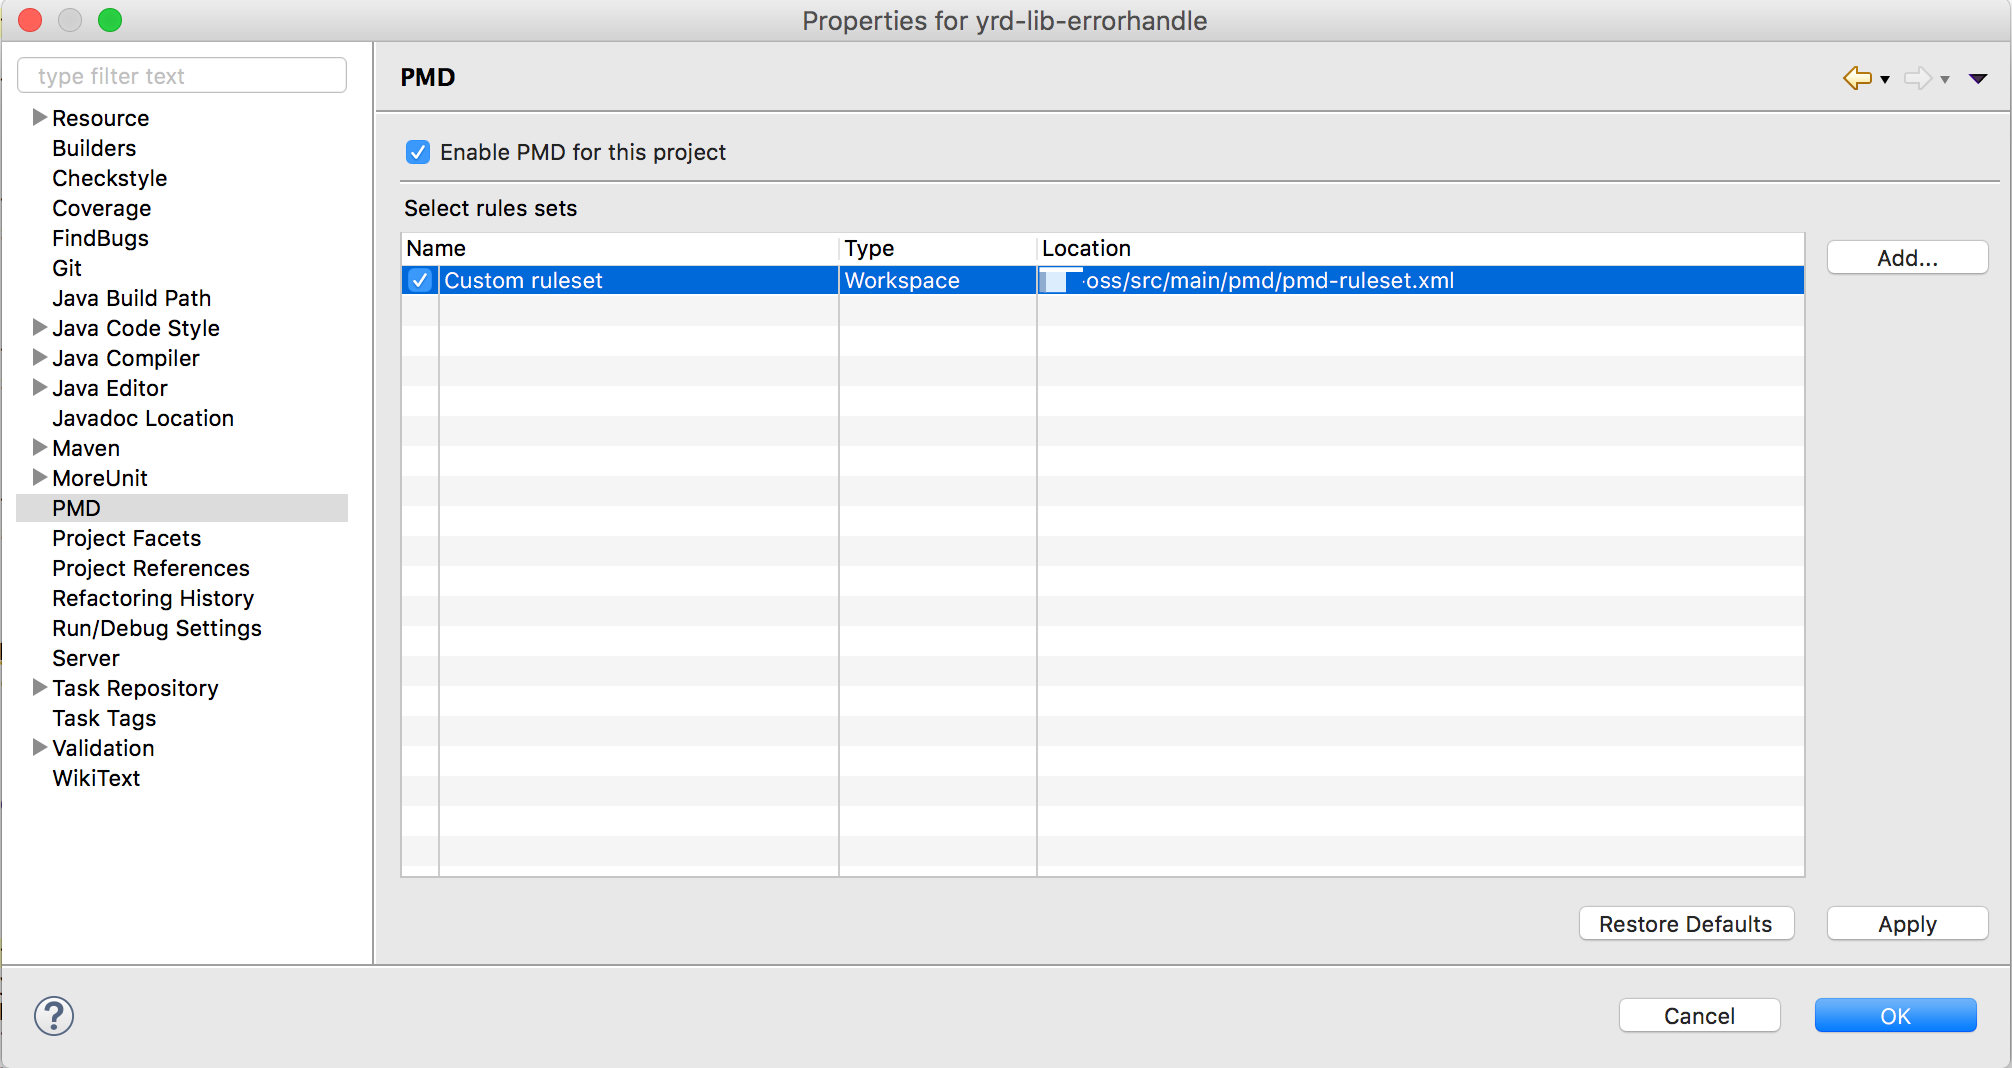 Properties for yrd-lib-errorhandle
type filter text
Resource
Builders
Checkstyle
Coverage
FindBugs
Git
Java Build Path
Java Code Style
Java Compiler
Java Editor
Javadoc Location
Maven
MoreUnit
PMD
Project Facets
Project References
Refactoring History
Run/Debug Settings
Server
Task Repository
Task Tags
Validation
WikiText
PMD
Enable PMD for this project
Select rules sets
Name Type Location
Custom ruleset Workspace oss/src/main/pmd/pmd-ruleset.xml
Add...
Restore Defaults Apply
? Cancel OK